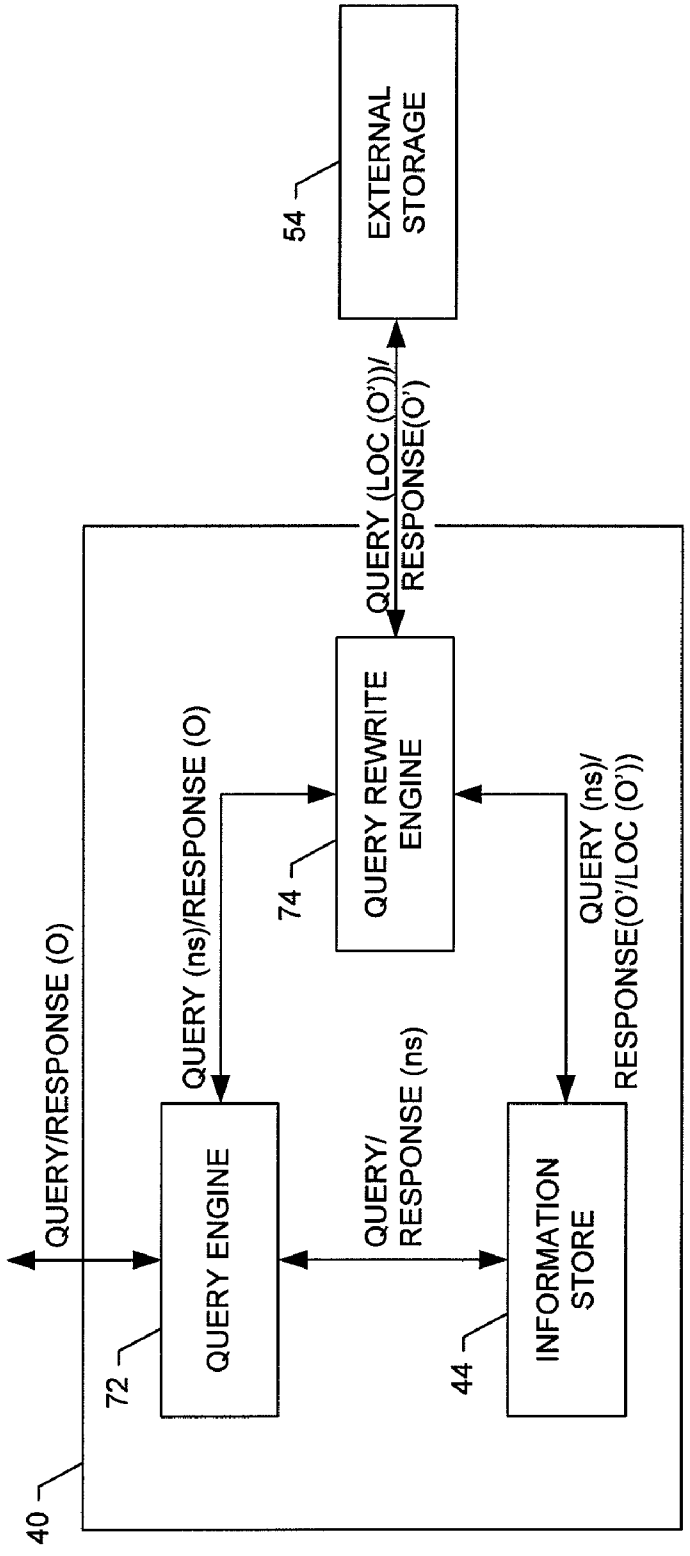 40
QUERY/RESPONSE (O)
72
QUERY ENGINE
QUERY (ns)/RESPONSE (O)
QUERY/
RESPONSE (ns)
74
QUERY REWRITE
ENGINE
44
INFORMATION
STORE
QUERY (ns)/
RESPONSE(O'/LOC (O'))
QUERY (LOC (O'))/
RESPONSE(O')
54
EXTERNAL
STORAGE